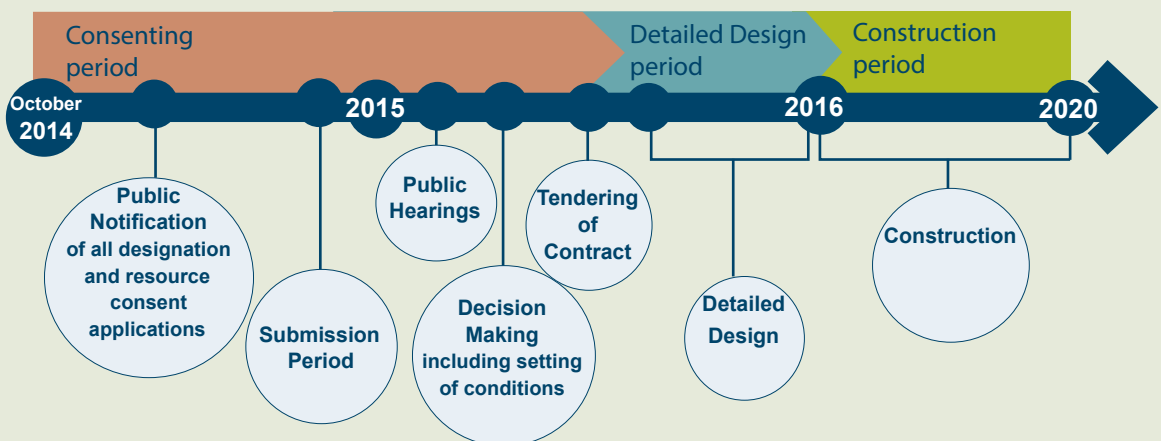 Consenting
period
Detailed Design
period
Construction
period
October
2014
2015
2016
2020
Public
Notification
of all designation
and resource
consent
applications
Submission
Period
Public
Hearings
Decision
Making
including setting
of conditions
Tendering
of
Contract
Detailed
Design
Construction